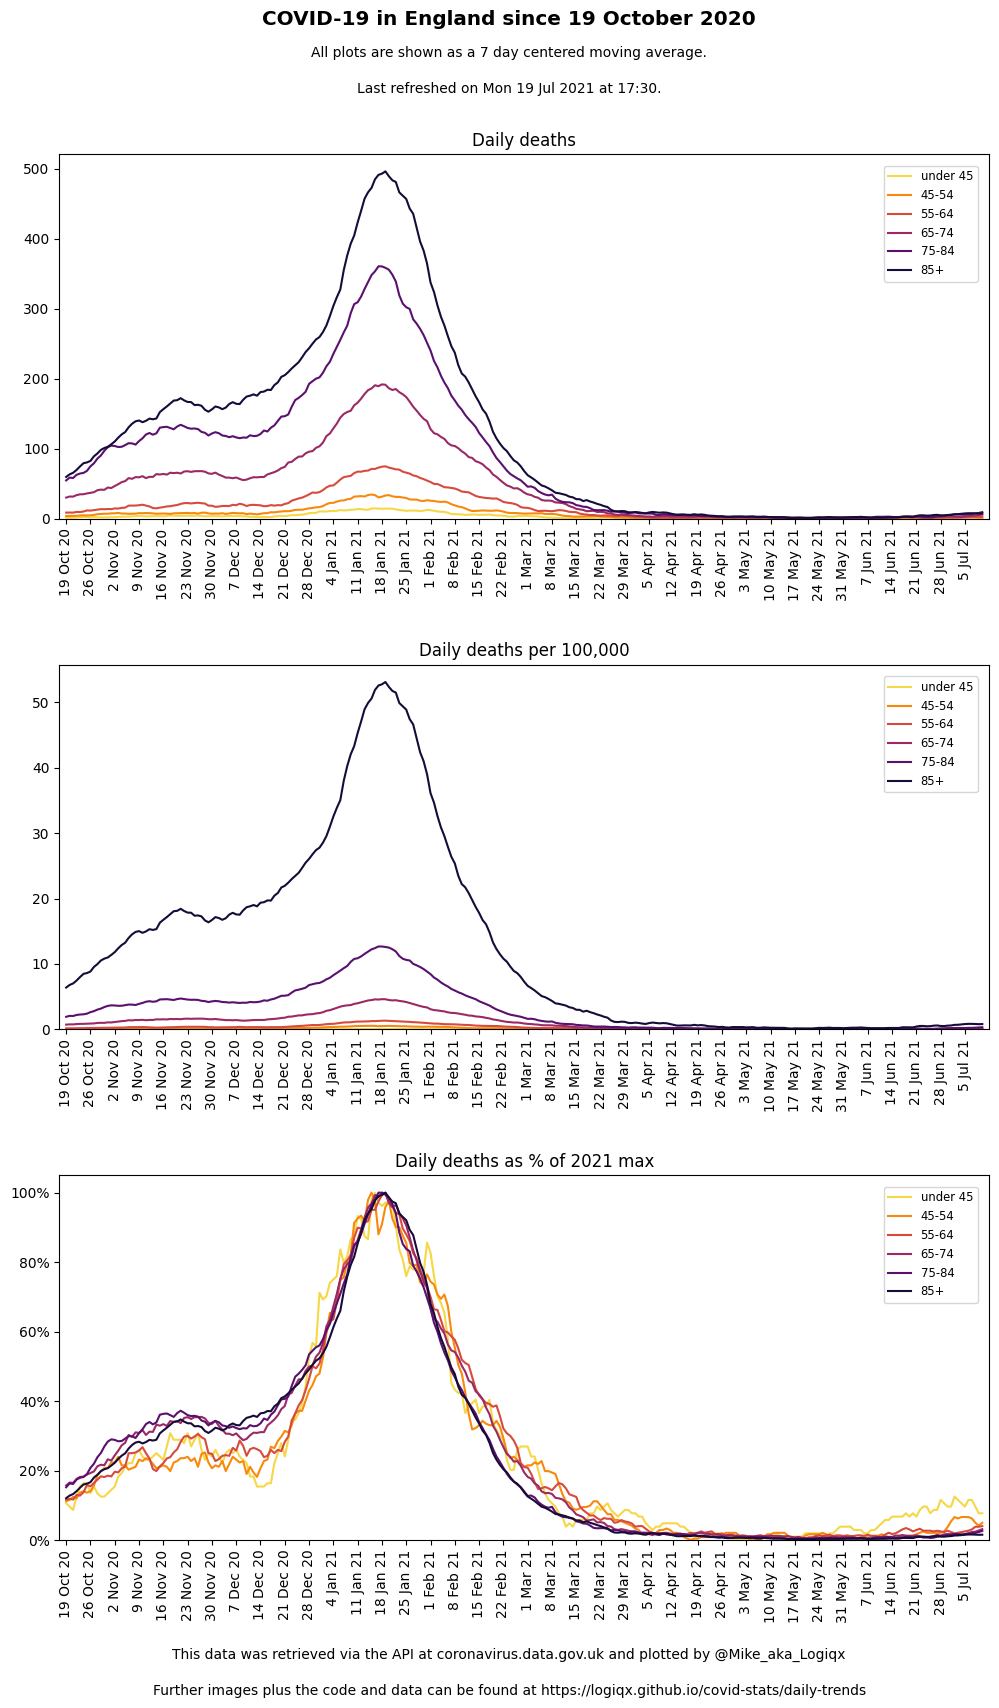 COVID-19 in England since 19 October 2020
All plots are shown as a 7 day centered moving average.
Last refreshed on Mon 19 Jul 2021 at 17:30.
Daily deaths
500
400
300
200
100
0
under 45
45-54
55-64
65-74
75-84
85+
19 Oct 20
26 Oct 20
2 Nov 20
9 Nov 20
16 Nov 20
23 Nov 20
30 Nov 20
7 Dec 20
14 Dec 20
21 Dec 20
28 Dec 20
4 Jan 21
11 Jan 21
18 Jan 21
25 Jan 21
1 Feb 21
8 Feb 21
15 Feb 21
22 Feb 21
1 Mar 21
8 Mar 21
15 Mar 21
22 Mar 21
29 Mar 21
5 Apr 21
12 Apr 21
19 Apr 21
26 Apr 21
3 May 21
10 May 21
17 May 21
24 May 21
31 May 21
7 Jun 21
14 Jun 21
21 Jun 21
28 Jun 21
5 Jul 21
Daily deaths per 100,000
50
40
30
20
10
0
under 45
45-54
55-64
65-74
75-84
85+
19 Oct 20
26 Oct 20
2 Nov 20
9 Nov 20
16 Nov 20
23 Nov 20
30 Nov 20
7 Dec 20
14 Dec 20
21 Dec 20
28 Dec 20
4 Jan 21
11 Jan 21
18 Jan 21
25 Jan 21
1 Feb 21
8 Feb 21
15 Feb 21
22 Feb 21
1 Mar 21
8 Mar 21
15 Mar 21
22 Mar 21
29 Mar 21
5 Apr 21
12 Apr 21
19 Apr 21
26 Apr 21
3 May 21
10 May 21
17 May 21
24 May 21
31 May 21
7 Jun 21
14 Jun 21
21 Jun 21
28 Jun 21
5 Jul 21
Daily deaths as % of 2021 max
100%
80%
60%
40%
20%
0%
under 45
45-54
55-64
65-74
75-84
85+
19 Oct 20
26 Oct 20
2 Nov 20
9 Nov 20
16 Nov 20
23 Nov 20
30 Nov 20
7 Dec 20
14 Dec 20
21 Dec 20
28 Dec 20
4 Jan 21
11 Jan 21
18 Jan 21
25 Jan 21
1 Feb 21
8 Feb 21
15 Feb 21
22 Feb 21
1 Mar 21
8 Mar 21
15 Mar 21
22 Mar 21
29 Mar 21
5 Apr 21
12 Apr 21
19 Apr 21
26 Apr 21
3 May 21
10 May 21
17 May 21
24 May 21
31 May 21
7 Jun 21
14 Jun 21
21 Jun 21
28 Jun 21
5 Jul 21
This data was retrieved via the API at coronavirus.data.gov.uk and plotted by @Mike_aka_Logiqx
Further images plus the code and data can be found at https://logiqx.github.io/covid-stats/daily-trends